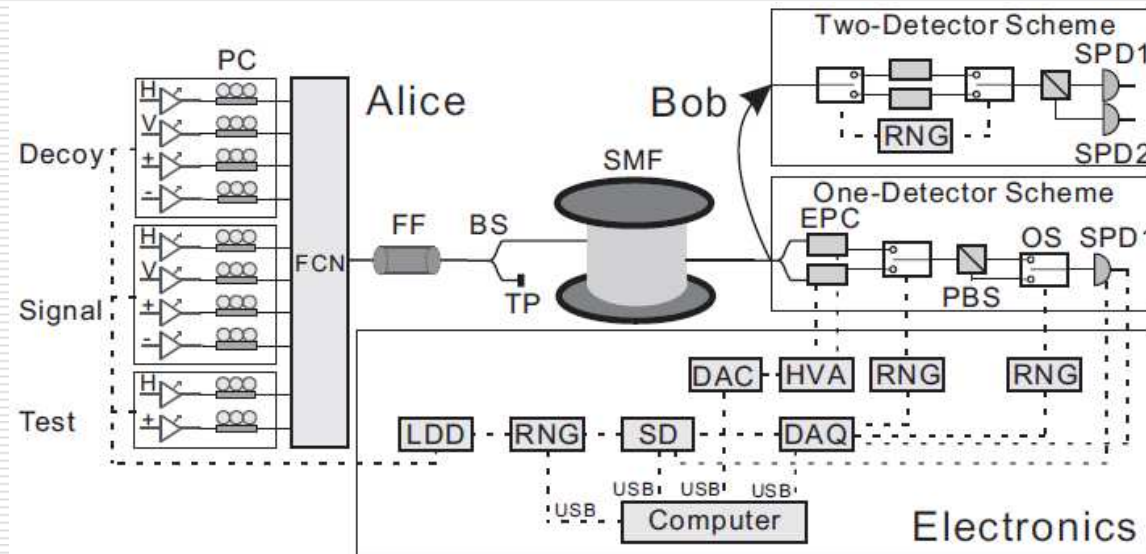 PC
H
V
+
-
Decoy
H
V
+
-
Signal
H
+
Test
FCN
Alice
FF
BS
TP
SMF
Bob
Two-Detector Scheme
SPD1
RNG
SPD2
One-Detector Scheme
EPC
OS
SPD1
PBS
DAC
HVA
RNG
RNG
LDD
RNG
SD
DAQ
USB
USB
USB
USB
Computer
Electronics